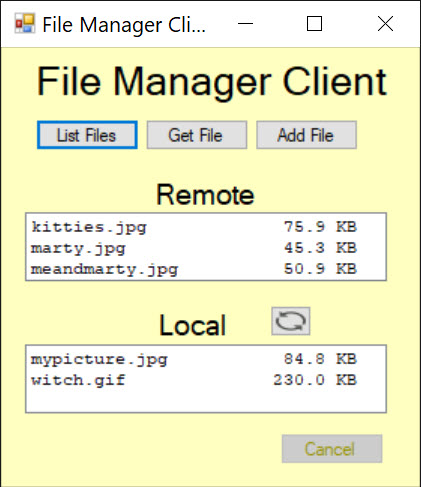 File Manager Cli...
File Manager Client
List Files Get File Add File
Remote
kitties.jpg 75.9 KB
marty.jpg 45.3 KB
meandmarty.jpg 50.9 KB
Local
mypicture.jpg 84.8 KB
witch.gif 230.0 KB
Cancel